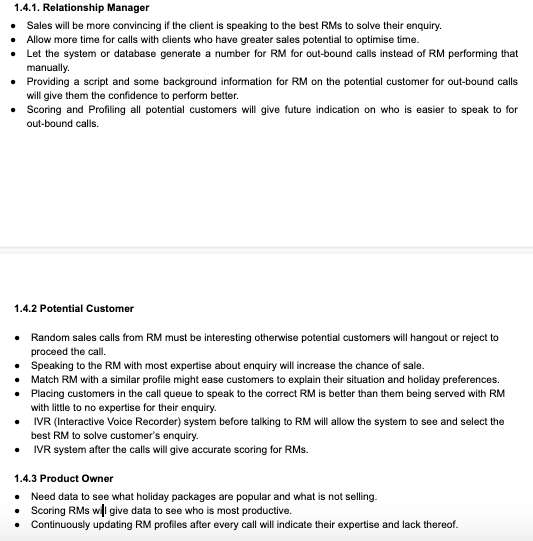 1.4.1. Relationship Manager
● Sales will be more convincing if the client is speaking to the best RMs to solve their enquiry.
● Allow more time for calls with clients who have greater sales potential to optimise time.
● Let the system or database generate a number for RM for out-bound calls instead of RM performing that
manually.
● Providing a script and some background information for RM on the potential customer for out-bound calls
will give them the confidence to perform better.
● Scoring and Profiling all potential customers will give future indication on who is easier to speak to for
out-bound calls.
1.4.2 Potential Customer
● Random sales calls from RM must be interesting otherwise potential customers will hangout or reject to
proceed the call.
● Speaking to the RM with most expertise about enquiry will increase the chance of sale.
● Match RM with a similar profile might ease customers to explain their situation and holiday preferences.
● Placing customers in the call queue to speak to the correct RM is better than them being served with RM
with little to no expertise for their enquiry.
● IVR (Interactive Voice Recorder) system before talking to RM will allow the system to see and select the
best RM to solve customer's enquiry.
● IVR system after the calls will give accurate scoring for RMs.
1.4.3 Product Owner
● Need data to see what holiday packages are popular and what is not selling.
● Scoring RMs will give data to see who is most productive.
● Continuously updating RM profiles after every call will indicate their expertise and lack thereof.